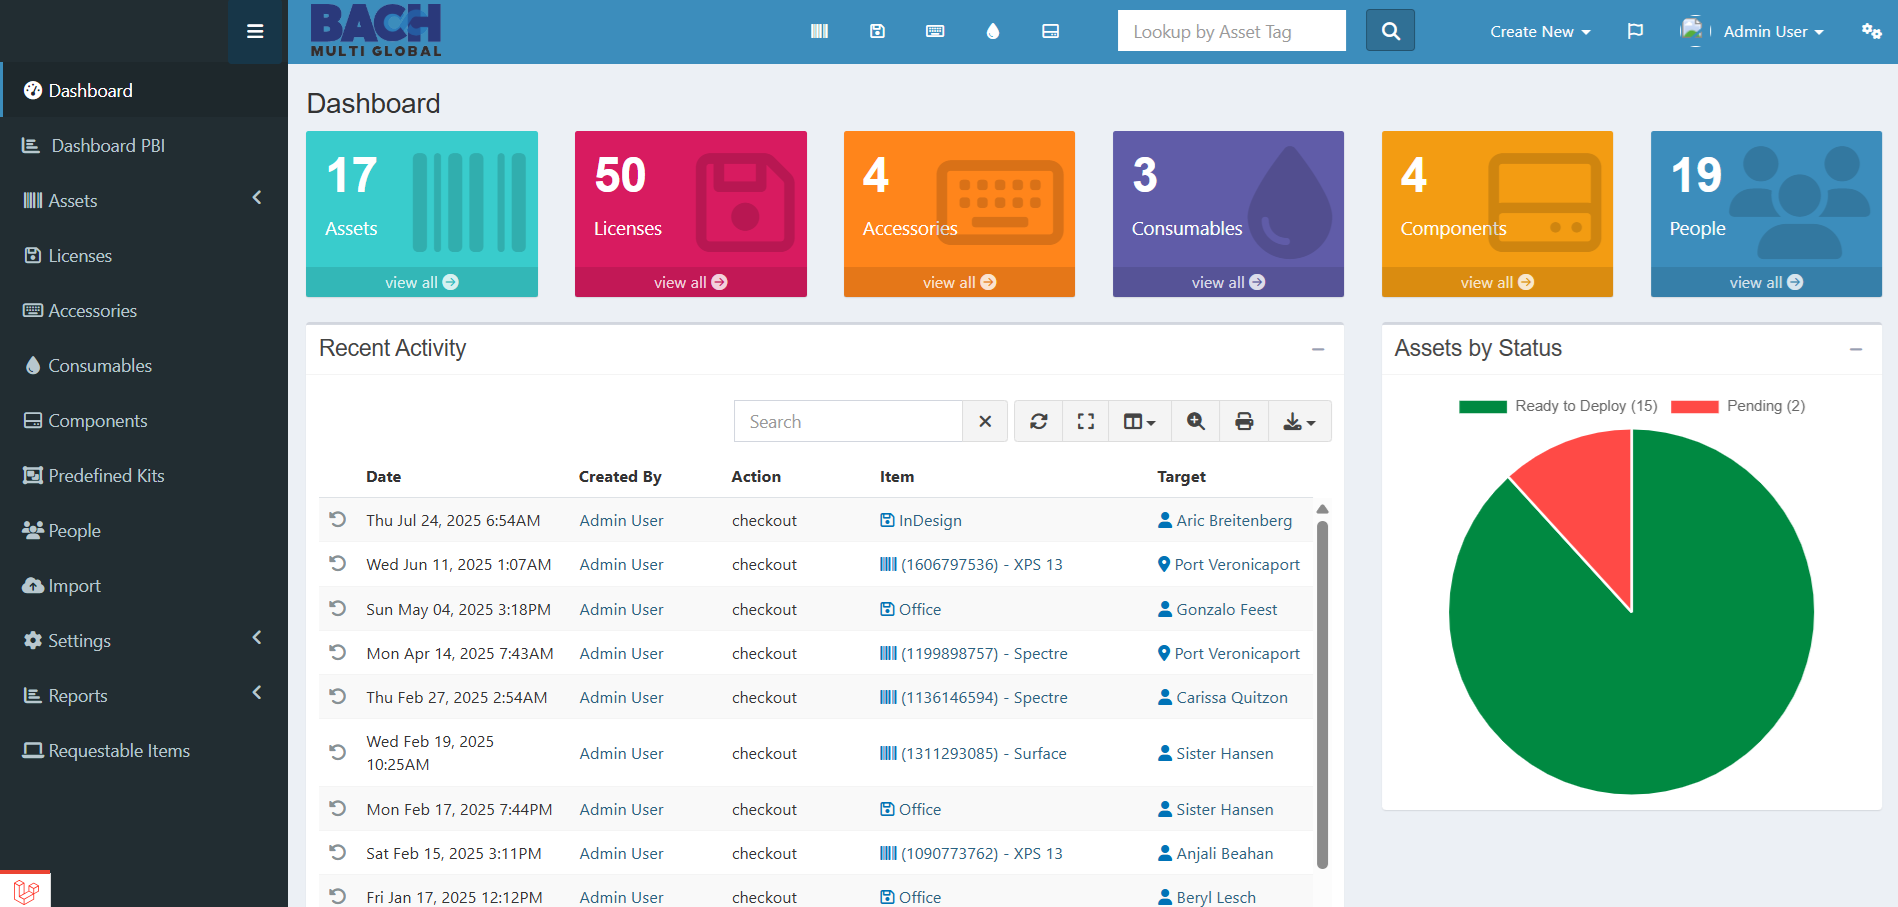 BACH
MULTI GLOBAL
Lookup by Asset Tag
Create New
Admin User
Dashboard
Dashboard PBI
Assets
Licenses
Accessories
Consumables
Components
Predefined Kits
People
Import
Settings
Reports
Requestable Items
Dashboard
17
Assets
view all
50
Licenses
view all
4
Accessories
view all
3
Consumables
view all
4
Components
view all
19
People
view all
Recent Activity
Search
Date Created By Action Item Target
Thu Jul 24, 2025 6:54AM Admin User checkout InDesign Aric Breitenberg
Wed Jun 11, 2025 1:07AM Admin User checkout (1606797536) - XPS 13 Port Veronicaport
Sun May 04, 2025 3:18PM Admin User checkout Office Gonzalo Feest
Mon Apr 14, 2025 7:43AM Admin User checkout (1199898757) - Spectre Port Veronicaport
Thu Feb 27, 2025 2:54AM Admin User checkout (1136146594) - Spectre Carissa Quitzon
Wed Feb 19, 2025
10:25AM Admin User checkout (1311293085) - Surface Sister Hansen
Mon Feb 17, 2025 7:44PM Admin User checkout Office Sister Hansen
Sat Feb 15, 2025 3:11PM Admin User checkout (1090773762) - XPS 13 Anjali Beahan
Fri Jan 17, 2025 12:12PM Admin User checkout Office Beryl Lesch
Assets by Status
Ready to Deploy (15) Pending (2)